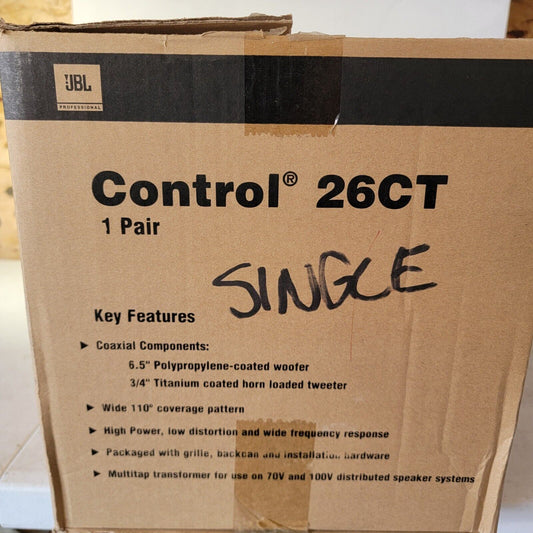 JBL
PROFESSIONAL
Control® 26CT
1 Pair
SINGLE
Key Features
► Coaxial Components:
6.5" Polypropylene-coated woofer
3/4" Titanium coated horn loaded tweeter
► Wide 110° coverage pattern
► High Power, low distortion and wide frequency response
► Packaged with grille, backcan and installation hardware
► Multitap transformer for use on 70V and 100V distributed speaker systems